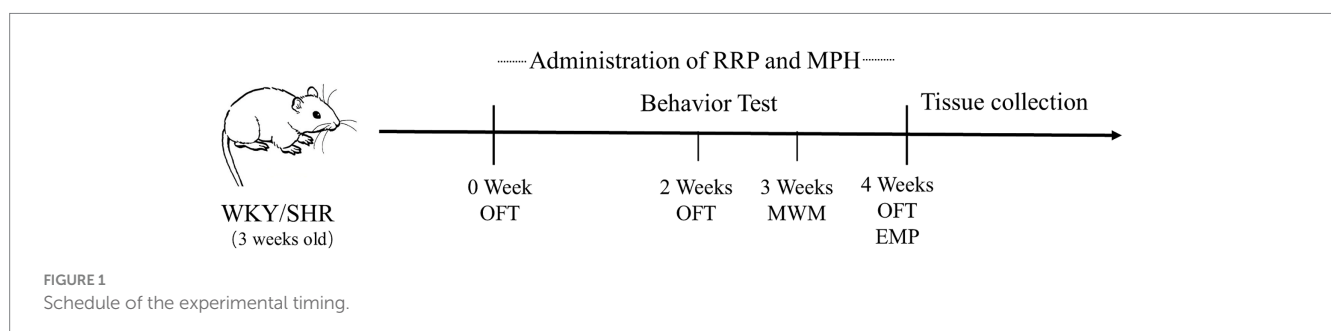 Administration of RRP and MPH
Behavior Test
Tissue collection
0 Week
OFT
2 Weeks
OFT
3 Weeks
MWM
4 Weeks
OFT
EMP
WKY/SHR
(3 weeks old)
FIGURE 1
Schedule of the experimental timing.